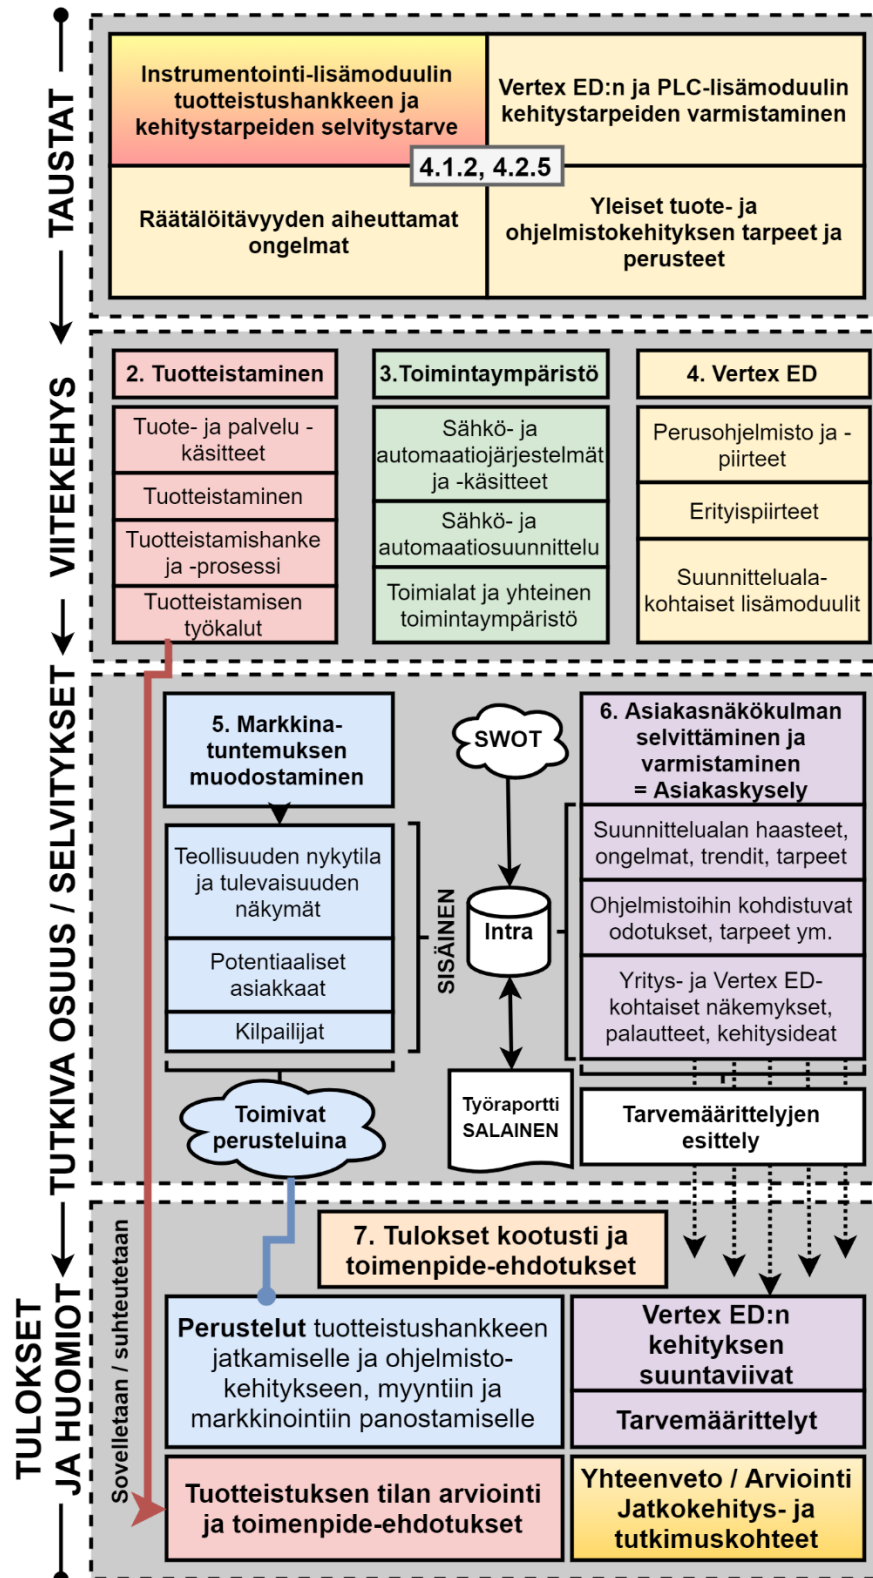 TAUSTAT
Instrumentointi-lisämoduulin
tuotteistushankkeen ja
kehitystarpeiden selvitystarve
Vertex ED:n ja PLC-lisämoduulin
kehitystarpeiden varmistaminen
4.1.2, 4.2.5
Räätälöitävyyden aiheuttamat
ongelmat
Yleiset tuote- ja
ohjelmistokehityksen tarpeet ja
perusteet
VIITEKEHYS
2. Tuotteistaminen
Tuote- ja palvelu -
käsitteet
Tuotteistaminen
Tuotteistamishanke
ja -prosessi
Tuotteistamisen
työkalut
3.Toimintaympäristö
Sähkö- ja
automaatiojärjestelmät
ja -käsitteet
Sähkö- ja
automaatiosuunnittelu
Toimialat ja yhteinen
toimintaympäristö
4. Vertex ED
Perusohjelmisto ja -
piirteet
Erityispiirteet
Suunnitteluala-
kohtaiset lisämoduulit
TUTKIVA OSUUS / SELVITYKSET
5. Markkina-
tuntemuksen
muodostaminen
Teollisuuden nykytila
ja tulevaisuuden
näkymät
Potentiaaliset
asiakkaat
Kilpailijat
Toimivat
perusteluina
SISÄINEN
SWOT
Intra
Työraportti
SALAINEN
6. Asiakasnäkökulman
selvittäminen ja
varmistaminen
= Asiakaskysely
Suunnittelualan haasteet,
ongelmat, trendit, tarpeet
Ohjelmistoihin kohdistuvat
odotukset, tarpeet ym.
Yritys- ja Vertex ED-
kohtaiset näkemykset,
palautteet, kehitysideat
Tarvemäärittelyjen
esittely
TULOKSET
JA HUOMIOT
Sovelletaan / suhteutetaan
7. Tulokset kootusti ja
toimenpide-ehdotukset
Perustelut tuotteistushankkeen
jatkamiselle ja ohjelmisto-
kehitykseen, myyntiin ja
markkinointiin panostamiselle
Vertex ED:n
kehityksen
suuntaviivat
Tarvemäärittelyt
Tuotteistuksen tilan arviointi
ja toimenpide-ehdotukset
Yhteenveto / Arviointi
Jatkokehitys- ja
tutkimuskohteet